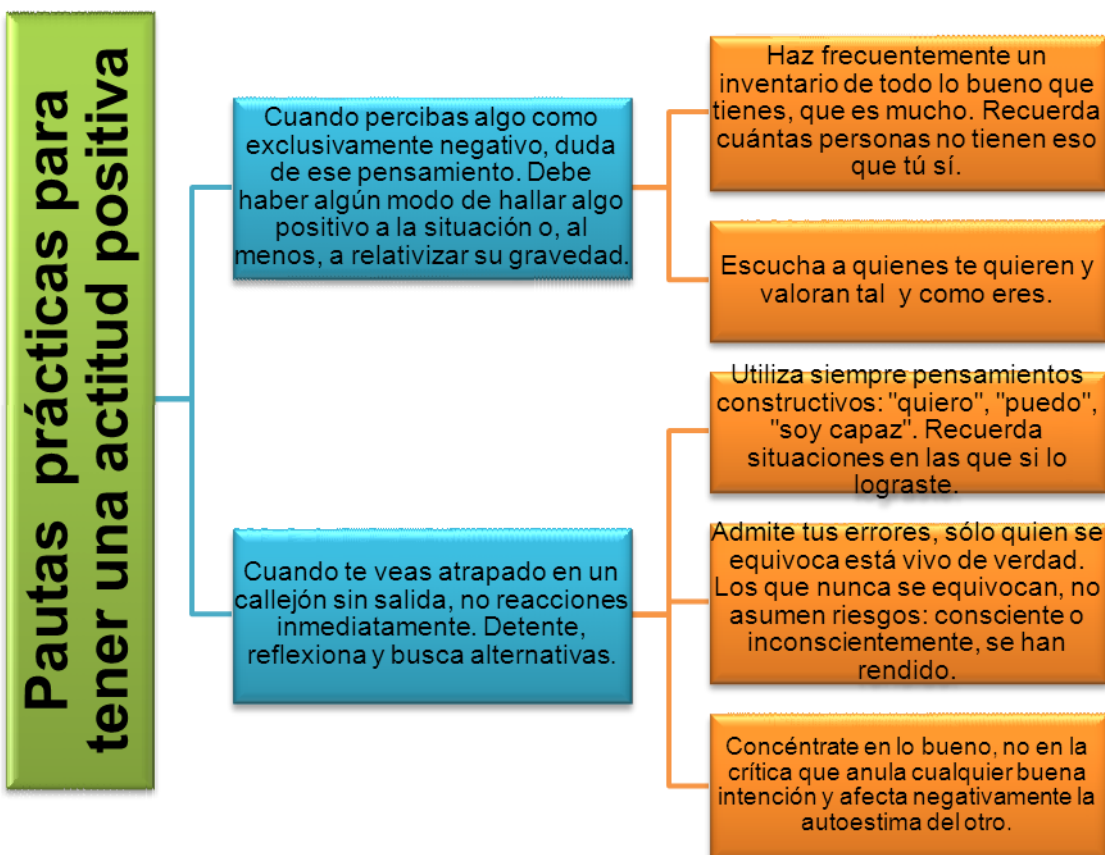 Pautas prácticas para
tener una actitud positiva
Cuando percibas algo como
exclusivamente negativo, duda
de ese pensamiento. Debe
haber algún modo de hallar algo
positivo a la situación o, al
menos, a relativizar su gravedad.
Haz frecuentemente un
inventario de todo lo bueno que
tienes, que es mucho. Recuerda
cuántas personas no tienen eso
que tú sí.
Escucha a quienes te quieren y
valoran tal y como eres.
Cuando te veas atrapado en un
callejón sin salida, no reacciones
inmediatamente. Detente,
reflexiona y busca alternativas.
Utiliza siempre pensamientos
constructivos: "quiero", "puedo",
"soy capaz". Recuerda
situaciones en las que si lo
lograste.
Admite tus errores, sólo quien se
equivoca está vivo de verdad.
Los que nunca se equivocan, no
asumen riesgos: consciente o
inconscientemente, se han
rendido.
Concéntrate en lo bueno, no en la
crítica que anula cualquier buena
intención y afecta negativamente la
autoestima del otro.